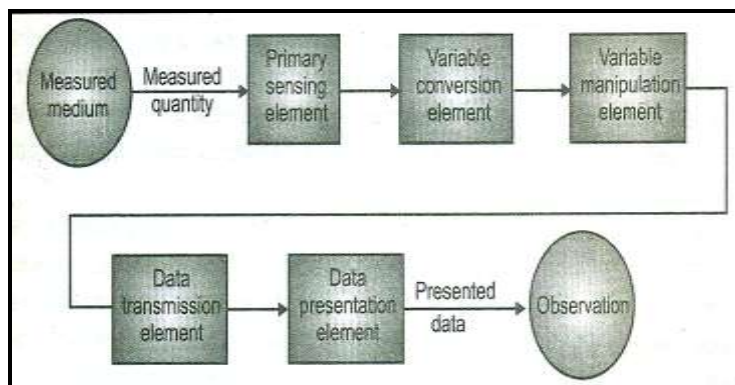 Measured
medium
Measured
quantity
Primary
sensing
element
Variable
conversion
element
Variable
manipulation
element
Data
transmission
element
Data
presentation
element
Presented
data
Observation